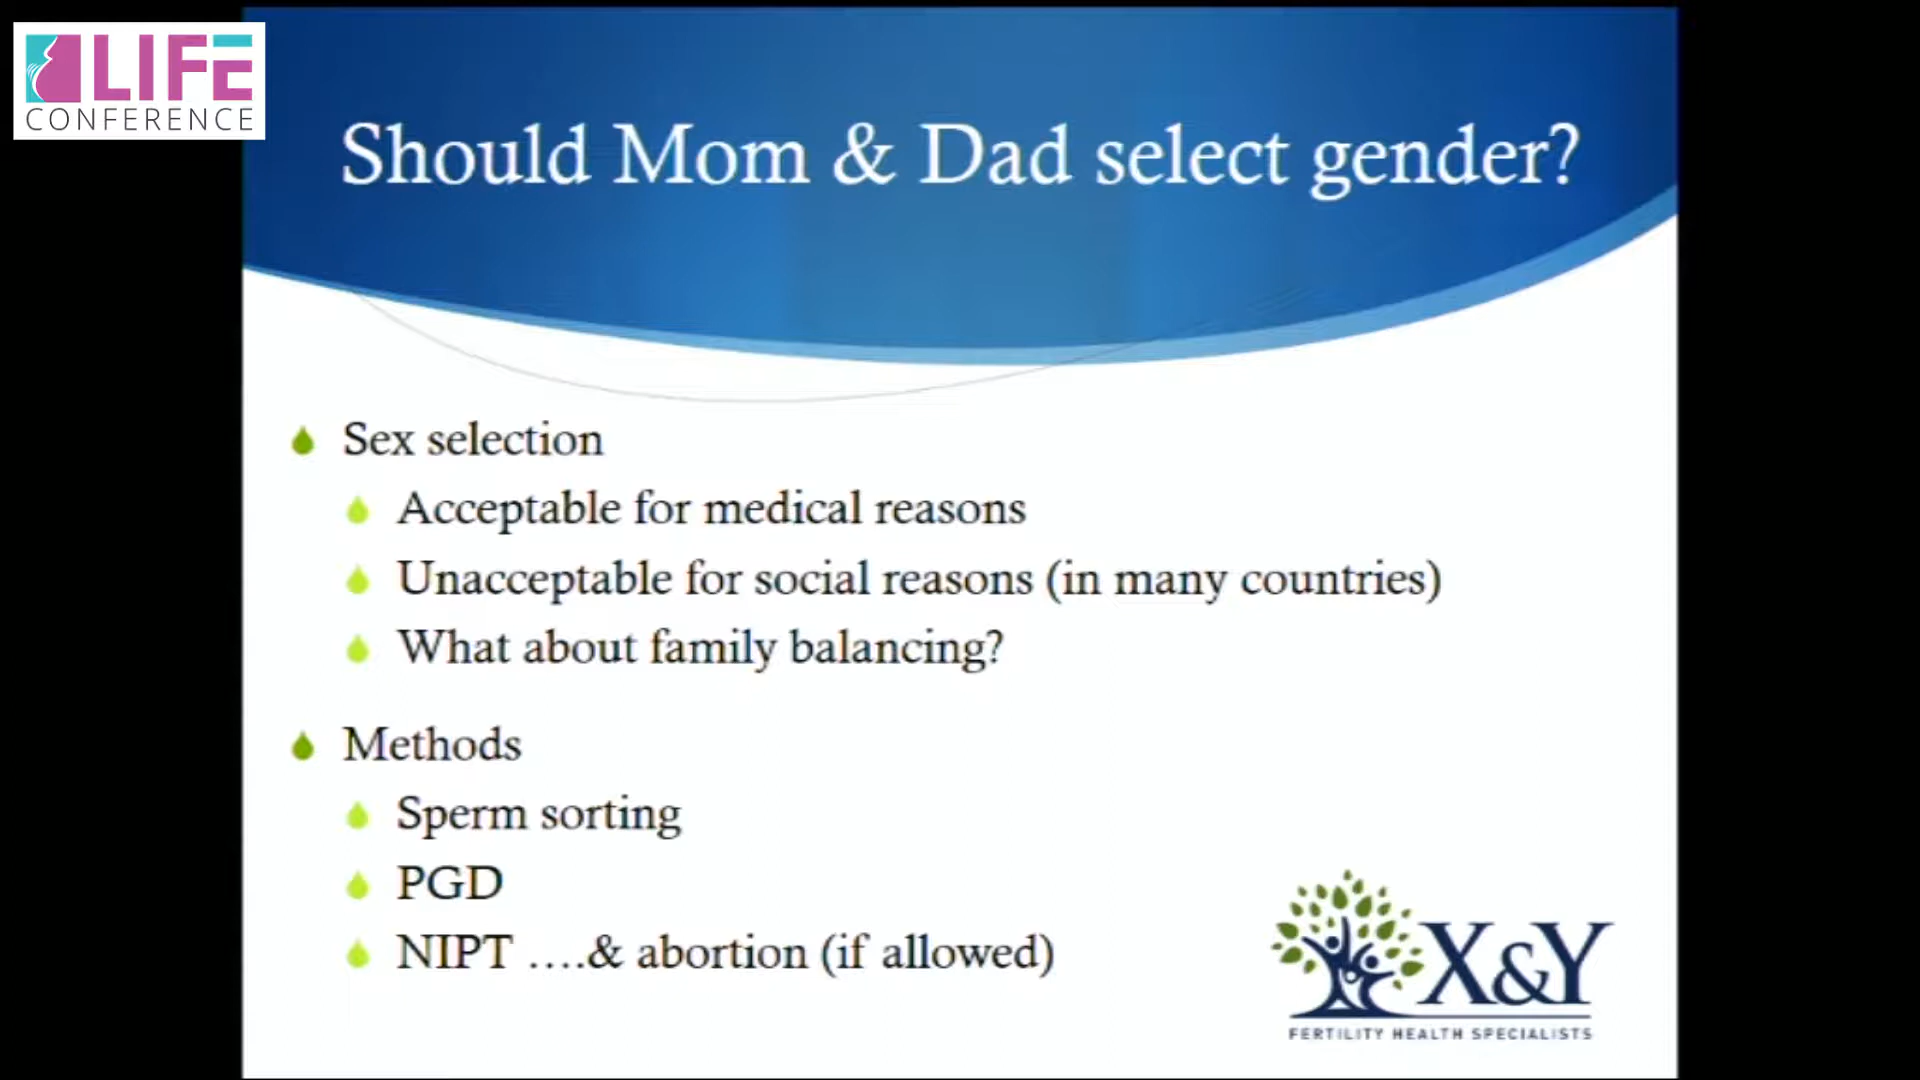 LIFE
CONFERENCE
Should Mom & Dad select gender?
Sex selection
Acceptable for medical reasons
Unacceptable for social reasons (in many countries)
What about family balancing?
Methods
Sperm sorting
PGD
NIPT ....& abortion (if allowed)
X&Y
FERTILITY HEALTH SPECIALISTS